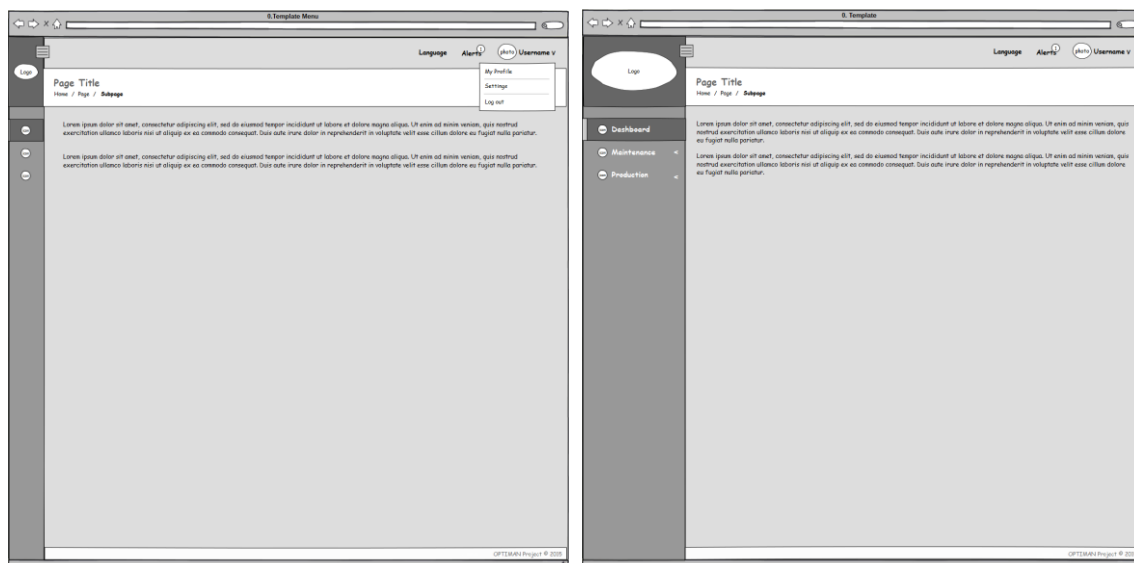 0.Template Menu
Logo
Language
Alerts
1
photo
Username v
My Profile
Settings
Log out
Page Title
Home / Page / Subpage
Lorem ipsum dolor sit amet, consectetur adipiscing elit, sed do eiusmod tempor incididunt ut labore et dolore magna aliqua. Ut enim ad minim veniam, quis nostrud
exercitation ullamco laboris nisi ut aliquip ex ea commodo consequat. Duis aute irure dolor in reprehenderit in voluptate velit esse cillum dolore eu fugiat nulla pariatur.
Lorem ipsum dolor sit amet, consectetur adipiscing elit, sed do eiusmod tempor incididunt ut labore et dolore magna aliqua. Ut enim ad minim veniam, quis nostrud
exercitation ullamco laboris nisi ut aliquip ex ea commodo consequat. Duis aute irure dolor in reprehenderit in voluptate velit esse cillum dolore eu fugiat nulla pariatur.
OPTIMAN Project ©
0. Template
Logo
Language
Alerts
1
photo
Username v
Page Title
Home / Page / Subpage
Dashboard
Maintenance <
Production <
Lorem ipsum dolor sit amet, consectetur adipiscing elit, sed do eiusmod tempor incididunt ut labore et dolore magna aliqua. Ut enim ad minim veniam, quis
nostrud exercitation ullamco laboris nisi ut aliquip ex ea commodo consequat. Duis aute irure dolor in reprehenderit in voluptate velit esse cillum dolore
eu fugiat nulla pariatur.
Lorem ipsum dolor sit amet, consectetur adipiscing elit, sed do eiusmod tempor incididunt ut labore et dolore magna aliqua. Ut enim ad minim veniam, quis
nostrud exercitation ullamco laboris nisi ut aliquip ex ea commodo consequat. Duis aute irure dolor in reprehenderit in voluptate velit esse cillum dolore
eu fugiat nulla pariatur.
OPTIMAN Project ©